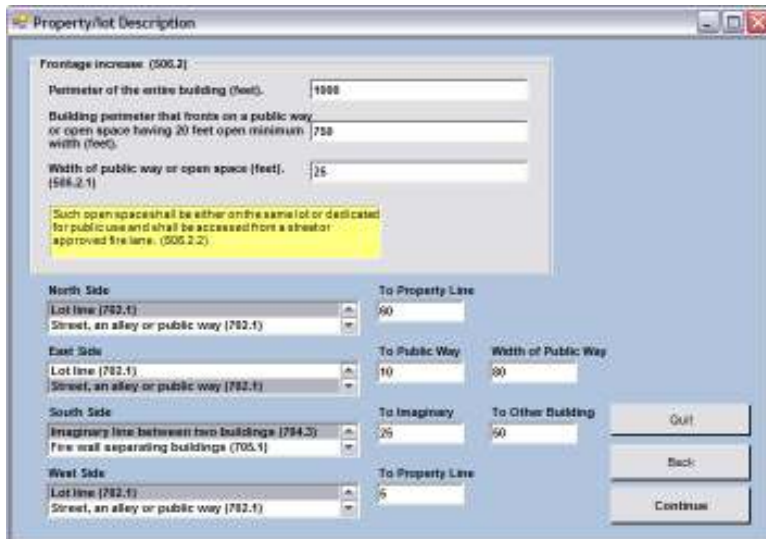 Property/lot Description
Frontage increase (506.2)
Perimeter of the entire building (feet).
1000
Building perimeter that fronts on a public way
or open space having 20 feet open minimum
width (feet).
750
Width of public way or open space (feet).
(506.2.1)
25
Such open space shall be either on the same lot or dedicated
for public use and shall be accessed from a street or
approved fire lane. (506.2.2)
North Side
To Property Line
Lot line (702.1)
Street, an alley or public way (702.1)
60
East Side
To Public Way
Width of Public Way
Lot line (702.1)
Street, an alley or public way (702.1)
10
80
South Side
To Imaginary
To Other Building
Imaginary line between two buildings (704.3)
Fire wall separating buildings (705.1)
25
50
West Side
To Property Line
Lot line (702.1)
Street, an alley or public way (702.1)
5
Quit
Back
Continue